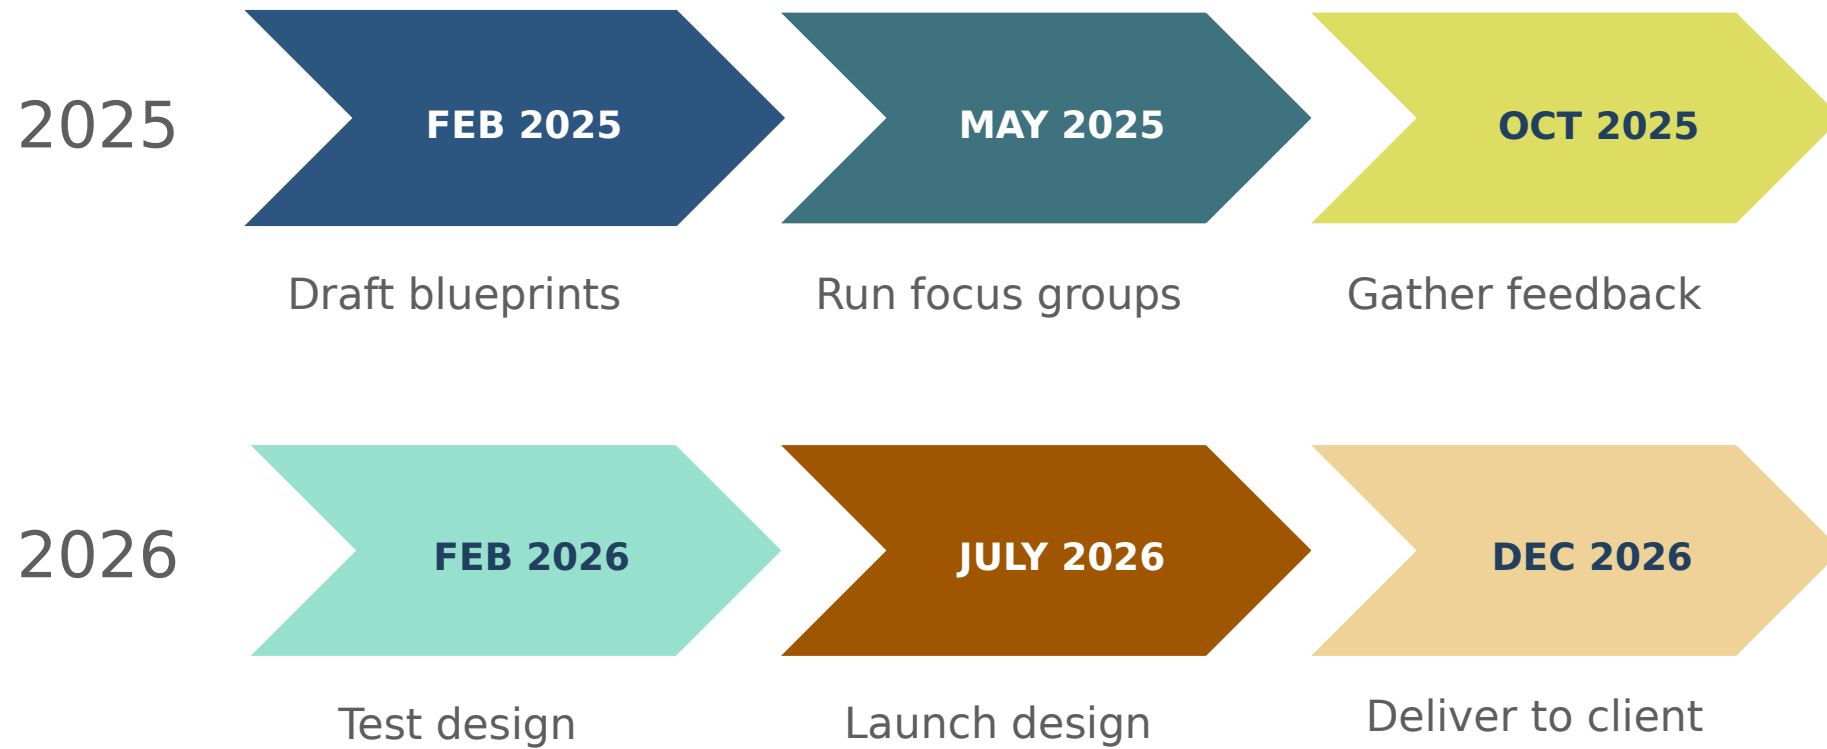 2025
FEB 2025
MAY 2025
OCT 2025
Draft blueprints
Run focus groups
Gather feedback
2026
FEB 2026
JULY 2026
DEC 2026
Test design
Launch design
Deliver to client